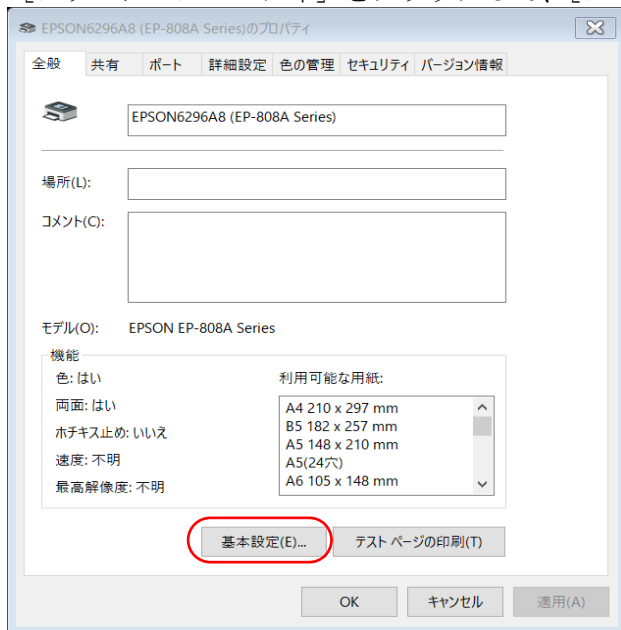 EPSON6296A8 (EP-808A Series)のプロパティ
全般 共有 ポート 詳細設定 色の管理 セキュリティ バージョン情報
EPSON6296A8 (EP-808A Series)
場所(L):
コメント(C):
モデル(O): EPSON EP-808A Series
機能
色: はい
両面: はい
ホチキス止め: いいえ
速度: 不明
最高解像度: 不明
利用可能な用紙:
A4 210 x 297 mm
B5 182 x 257 mm
A5 148 x 210 mm
A5(24穴)
A6 105 x 148 mm
基本設定(E)... テスト ページの印刷(T)
OK キャンセル 適用(A)